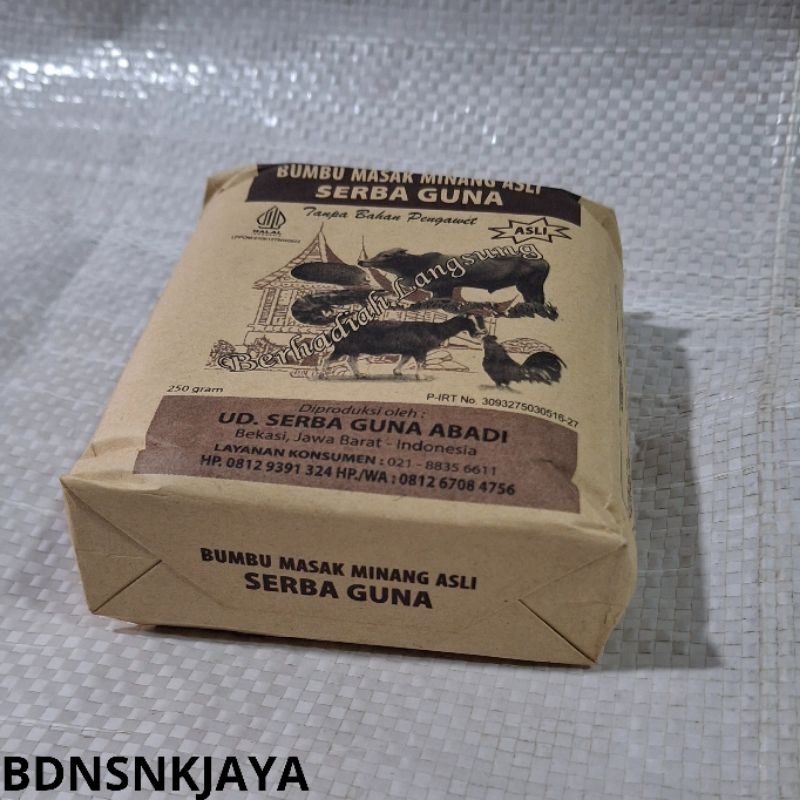 BUMBU MASAK MINANG ASLI
SERBA GUNA
Tanpa Bahan Pengawet
HALAL
INDONESIA
ASLI
Berhadiah Langsung
250 gram
P-IRT No. 3093275030516-27
Diproduksi oleh :
UD. SERBA GUNA ABADI
Bekasi, Jawa Barat - Indonesia
LAYANAN KONSUMEN : 021 - 8835 6611
HP. 0812 9391 324 HP./WA : 0812 6708 4756
BUMBU MASAK MINANG ASLI
SERBA GUNA
BDNSNKJAYA